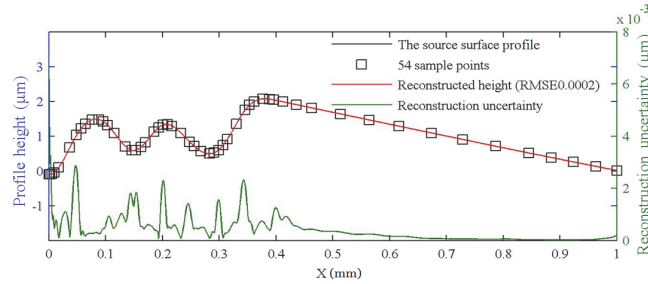 x 10⁻³
The source surface profile
54 sample points
Reconstructed height (RMSE0.0002)
Reconstruction uncertainty
Profile height (μm)
3
2
1
0
-1
8
6
4
2
0
Reconstruction uncertainty (μm)
0 0.1 0.2 0.3 0.4 0.5 0.6 0.7 0.8 0.9 1
X (mm)